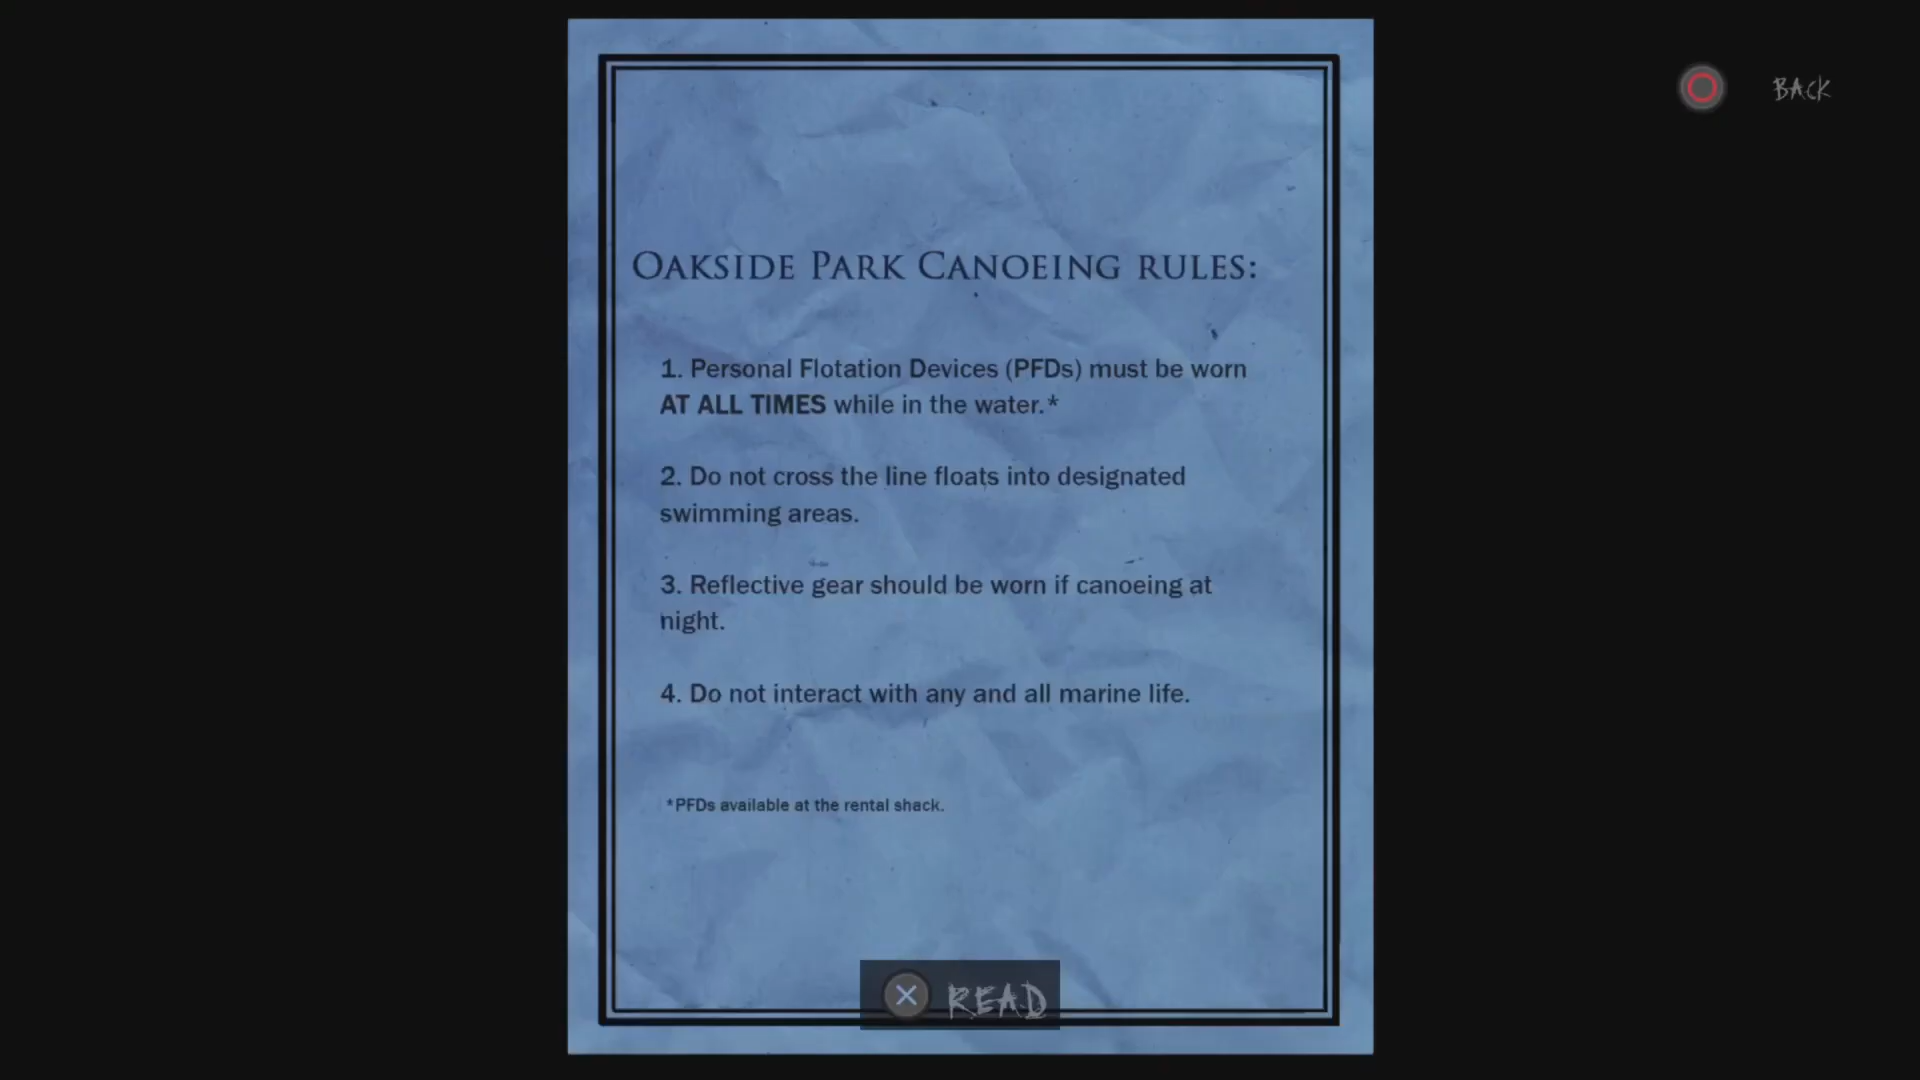 BACK
OAKSIDE PARK CANOEING RULES:
1. Personal Flotation Devices (PFDs) must be worn
AT ALL TIMES while in the water.*
2. Do not cross the line floats into designated
swimming areas.
3. Reflective gear should be worn if canoeing at
night.
4. Do not interact with any and all marine life.
*PFDs available at the rental shack.
READ